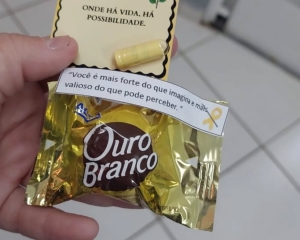 ONDE HÁ VIDA, HÁ
POSSIBILIDADE.
"Você é mais forte do que imagina e mais
valioso do que pode perceber."
Ouro
Branco